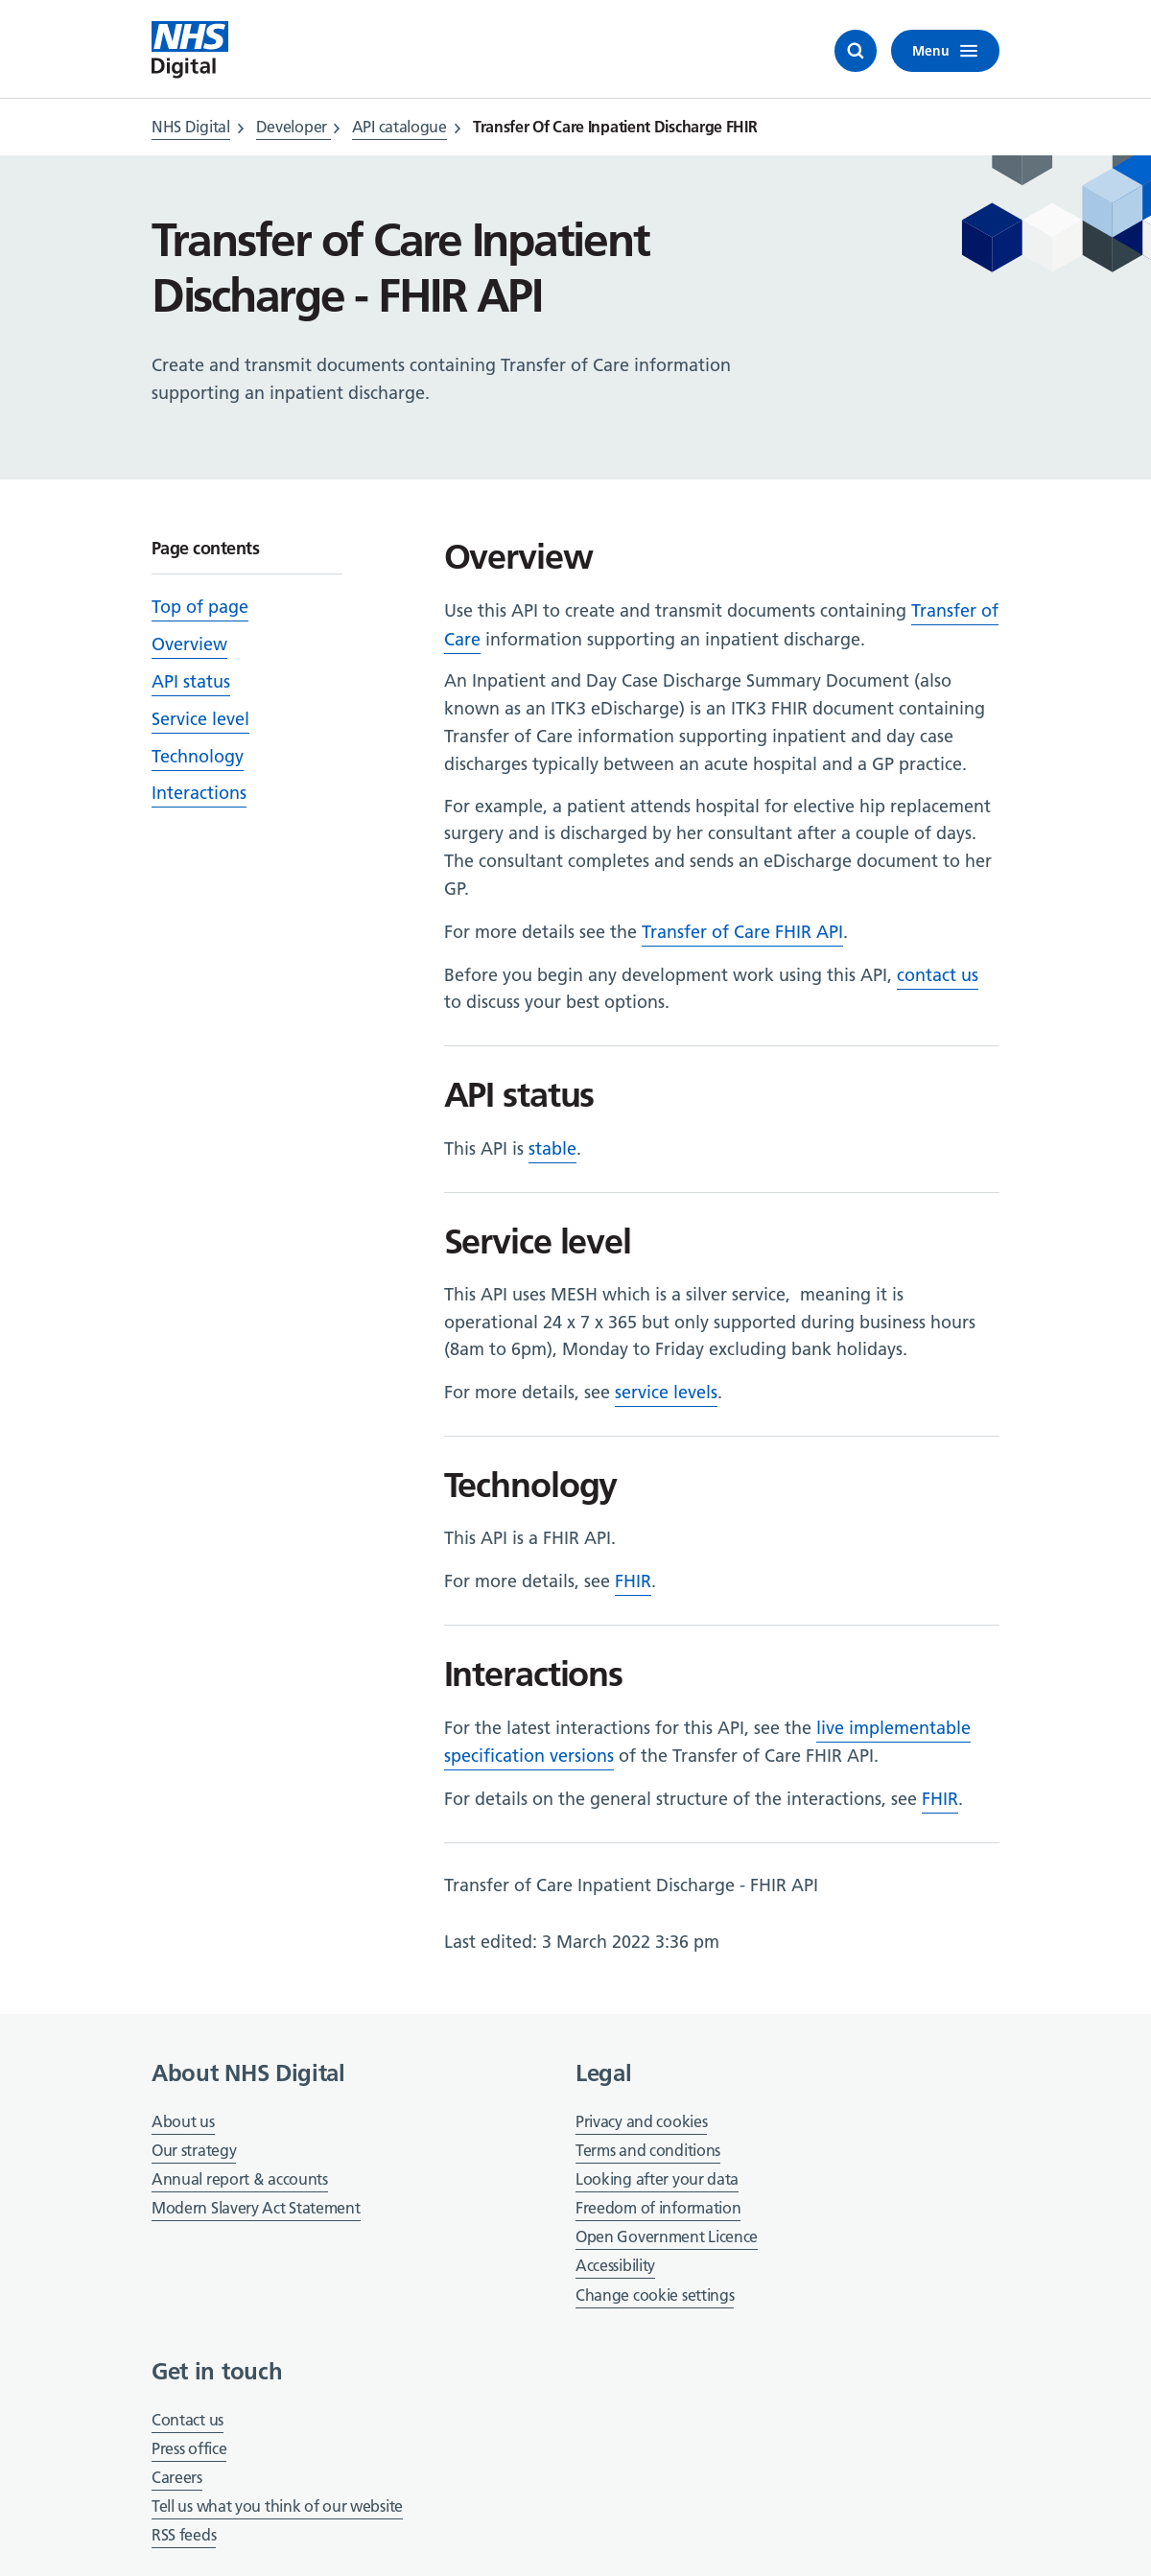 NHS
Digital
Menu
NHS Digital
Developer
API catalogue
Transfer Of Care Inpatient Discharge FHIR
Transfer of Care Inpatient
Discharge - FHIR API
Create and transmit documents containing Transfer of Care information
supporting an inpatient discharge.
Page contents
Top of page
Overview
API status
Service level
Technology
Interactions
Overview
Use this API to create and transmit documents containing Transfer of
Care information supporting an inpatient discharge.
An Inpatient and Day Case Discharge Summary Document (also
known as an ITK3 eDischarge) is an ITK3 FHIR document containing
Transfer of Care information supporting inpatient and day case
discharges typically between an acute hospital and a GP practice.
For example, a patient attends hospital for elective hip replacement
surgery and is discharged by her consultant after a couple of days.
The consultant completes and sends an eDischarge document to her
GP.
For more details see the Transfer of Care FHIR API.
Before you begin any development work using this API, contact us
to discuss your best options.
API status
This API is stable.
Service level
This API uses MESH which is a silver service,  meaning it is
operational 24 x 7 x 365 but only supported during business hours
(8am to 6pm), Monday to Friday excluding bank holidays.
For more details, see service levels.
Technology
This API is a FHIR API.
For more details, see FHIR.
Interactions
For the latest interactions for this API, see the live implementable
specification versions of the Transfer of Care FHIR API.
For details on the general structure of the interactions, see FHIR.
Transfer of Care Inpatient Discharge - FHIR API
Last edited: 3 March 2022 3:36 pm
About NHS Digital
About us
Our strategy
Annual report & accounts
Modern Slavery Act Statement
Legal
Privacy and cookies
Terms and conditions
Looking after your data
Freedom of information
Open Government Licence
Accessibility
Change cookie settings
Get in touch
Contact us
Press office
Careers
Tell us what you think of our website
RSS feeds